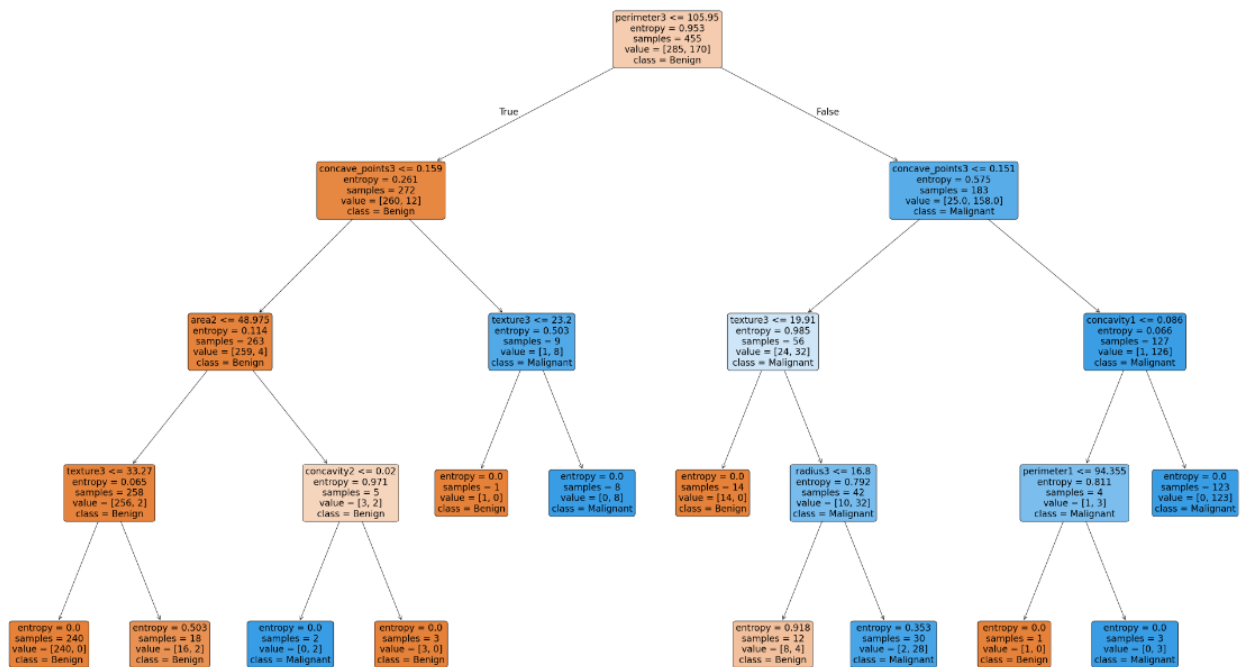 perimeter3 <= 105.95
entropy = 0.953
samples = 455
value = [285, 170]
class = Benign
True
False
concave_points3 <= 0.159
entropy = 0.261
samples = 272
value = [260, 12]
class = Benign
concave_points3 <= 0.151
entropy = 0.575
samples = 183
value = [25.0, 158.0]
class = Malignant
area2 <= 48.975
entropy = 0.114
samples = 263
value = [259, 4]
class = Benign
texture3 <= 23.2
entropy = 0.503
samples = 9
value = [1, 8]
class = Malignant
texture3 <= 19.91
entropy = 0.985
samples = 56
value = [24, 32]
class = Malignant
concavity1 <= 0.086
entropy = 0.066
samples = 127
value = [1, 126]
class = Malignant
texture3 <= 33.27
entropy = 0.065
samples = 258
value = [256, 2]
class = Benign
concavity2 <= 0.02
entropy = 0.971
samples = 5
value = [3, 2]
class = Benign
entropy = 0.0
samples = 1
value = [1, 0]
class = Benign
entropy = 0.0
samples = 8
value = [0, 8]
class = Malignant
entropy = 0.0
samples = 14
value = [14, 0]
class = Benign
radius3 <= 16.8
entropy = 0.792
samples = 42
value = [10, 32]
class = Malignant
perimeter1 <= 94.355
entropy = 0.811
samples = 4
value = [1, 3]
class = Malignant
entropy = 0.0
samples = 123
value = [0, 123]
class = Malignant
entropy = 0.0
samples = 240
value = [240, 0]
class = Benign
entropy = 0.503
samples = 18
value = [16, 2]
class = Benign
entropy = 0.0
samples = 2
value = [0, 2]
class = Malignant
entropy = 0.0
samples = 3
value = [3, 0]
class = Benign
entropy = 0.918
samples = 12
value = [8, 4]
class = Benign
entropy = 0.353
samples = 30
value = [2, 28]
class = Malignant
entropy = 0.0
samples = 1
value = [1, 0]
class = Benign
entropy = 0.0
samples = 3
value = [0, 3]
class = Malignant